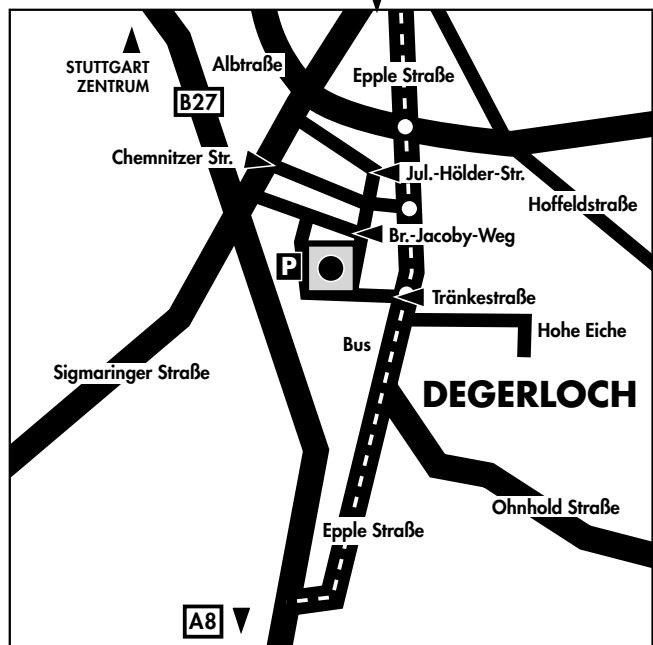 STUTTGART
ZENTRUM
Albtraße
Epple Straße
B27
Chemnitzer Str.
Jul.-Hölder-Str.
Hoffeldstraße
Br.-Jacoby-Weg
P
Tränkestraße
Hohe Eiche
Bus
Sigmaringer Straße
DEGERLOCH
Ohnhold Straße
Epple Straße
A8